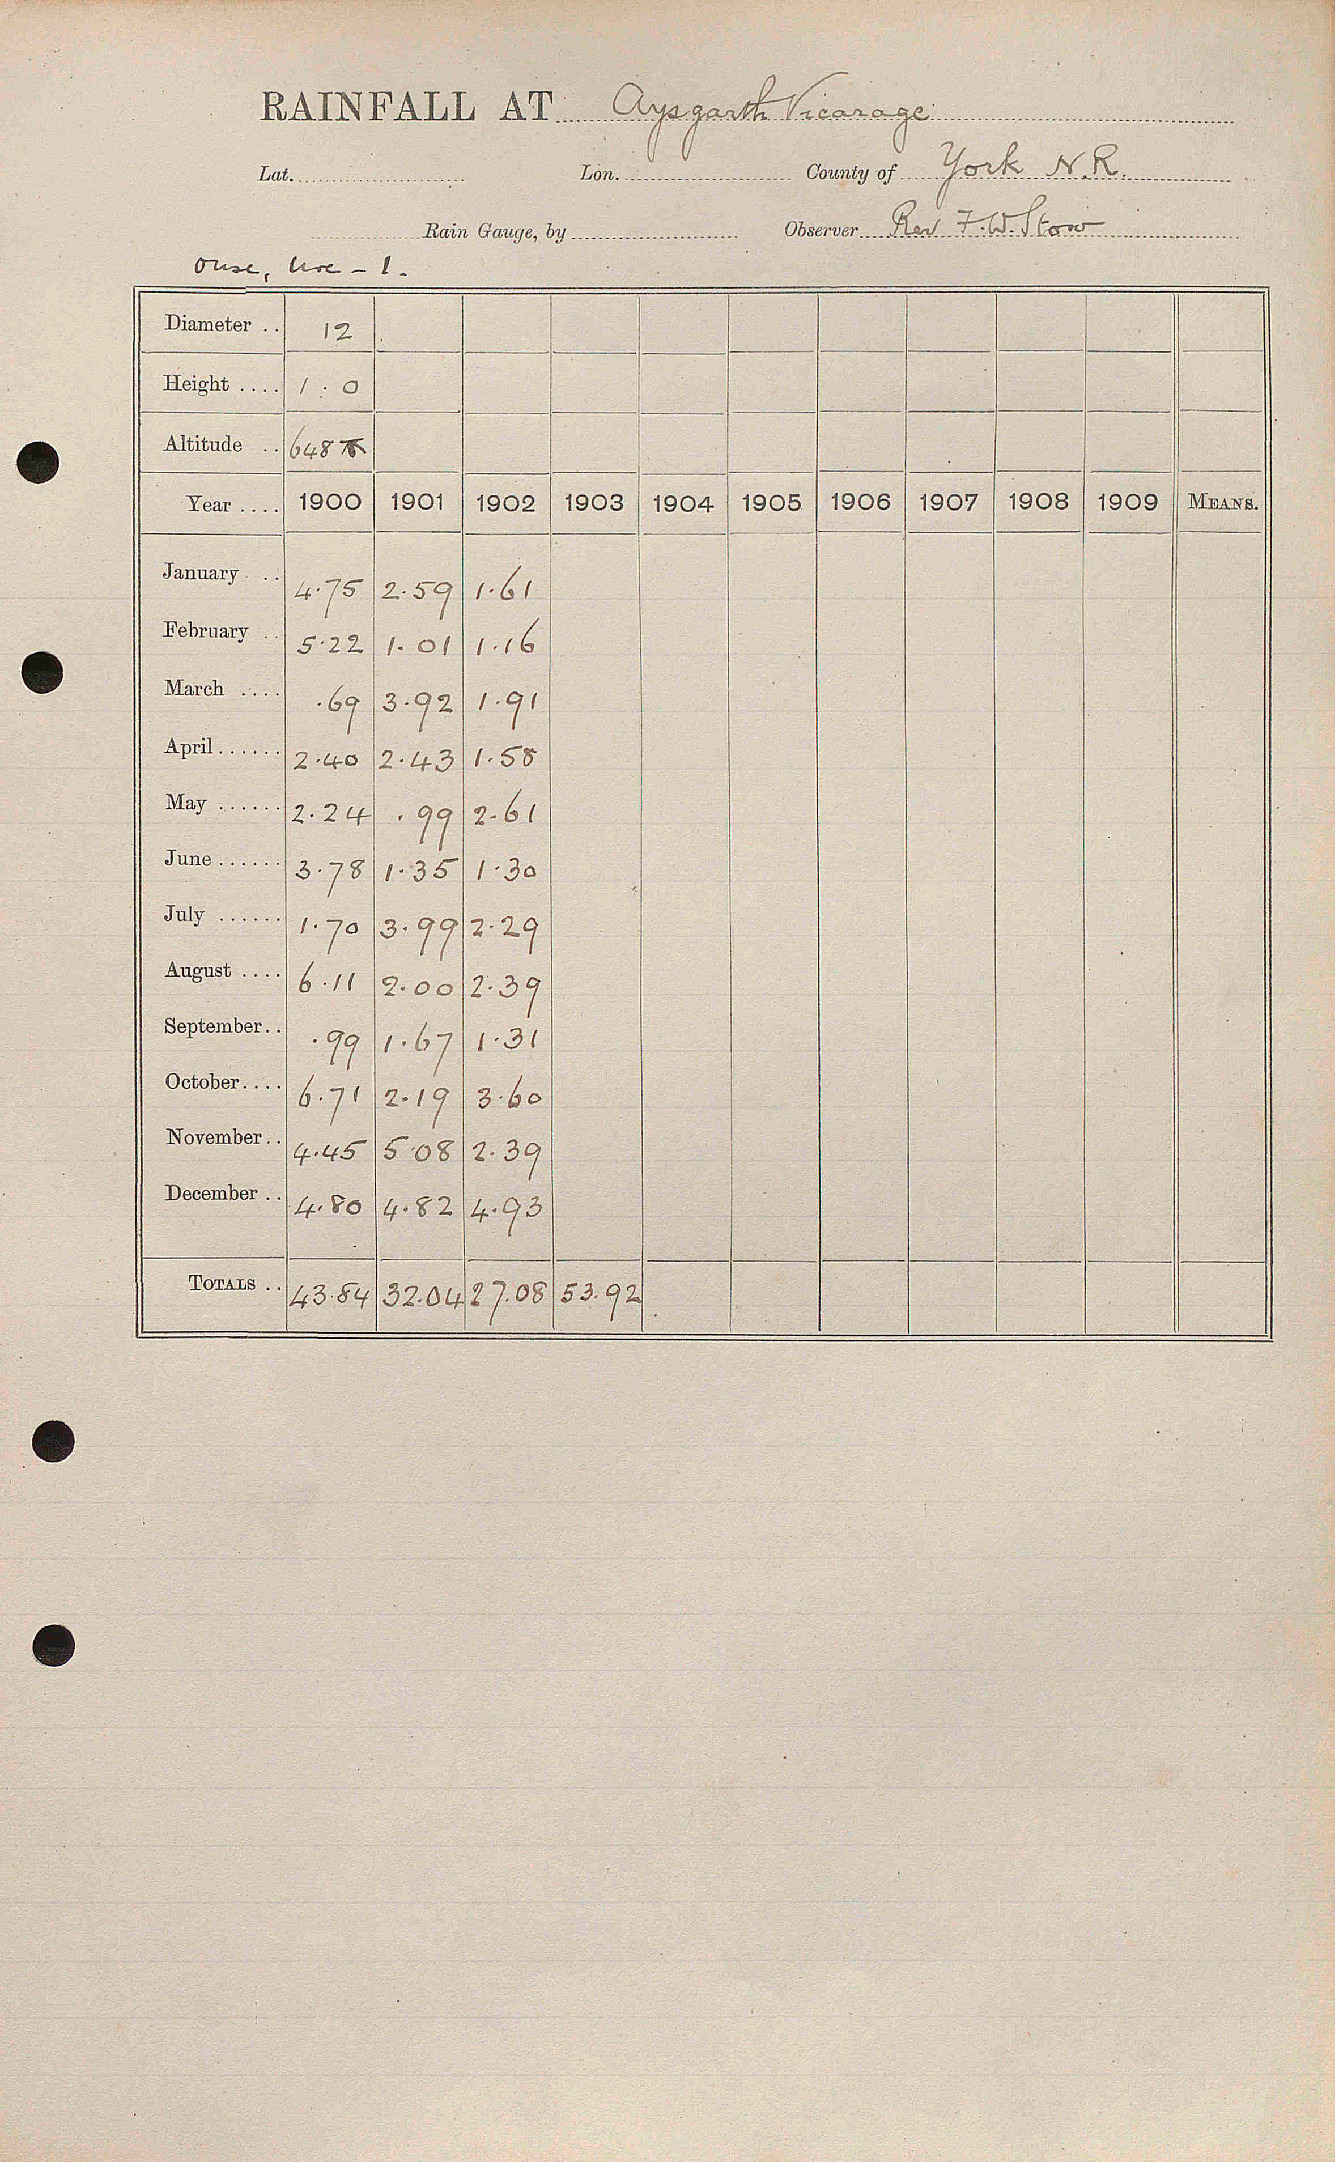 RAINFALL AT Aysgarth Vicarage
Lat. Lon. County of York N.R.
Rain Gauge, by Observer Rev F.W. Stow
Ouse, Ure - 1.
Diameter .. 12
Height .... 1 . 0
Altitude .. 648
Year .... 1900 1901 1902 1903 1904 1905 1906 1907 1908 1909 MEANS.
January ... 4.75 2.59 1.61
February .. 5.22 1.01 1.16
March .... .69 3.92 1.91
April ...... 2.40 2.43 1.58
May ...... 2.24 .99 2.61
June ...... 3.78 1.35 1.30
July ...... 1.70 3.99 2.29
August .... 6.11 2.00 2.39
September.. .99 1.67 1.31
October.... 6.71 2.19 3.60
November.. 4.45 5.08 2.39
December .. 4.80 4.82 4.93
TOTALS .. 43.84 32.04 27.08 53.92